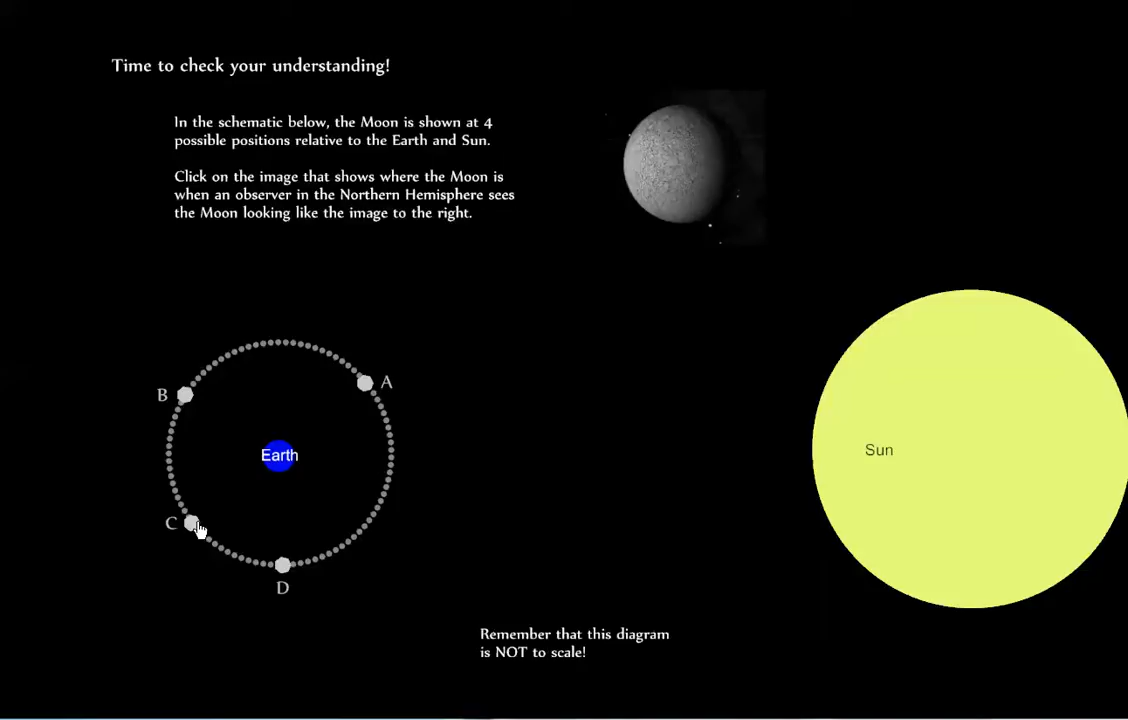 Time to check your understanding!
In the schematic below, the Moon is shown at 4
possible positions relative to the Earth and Sun.
Click on the image that shows where the Moon is
when an observer in the Northern Hemisphere sees
the Moon looking like the image to the right.
A
B
Earth
Sun
C
D
Remember that this diagram
is NOT to scale!